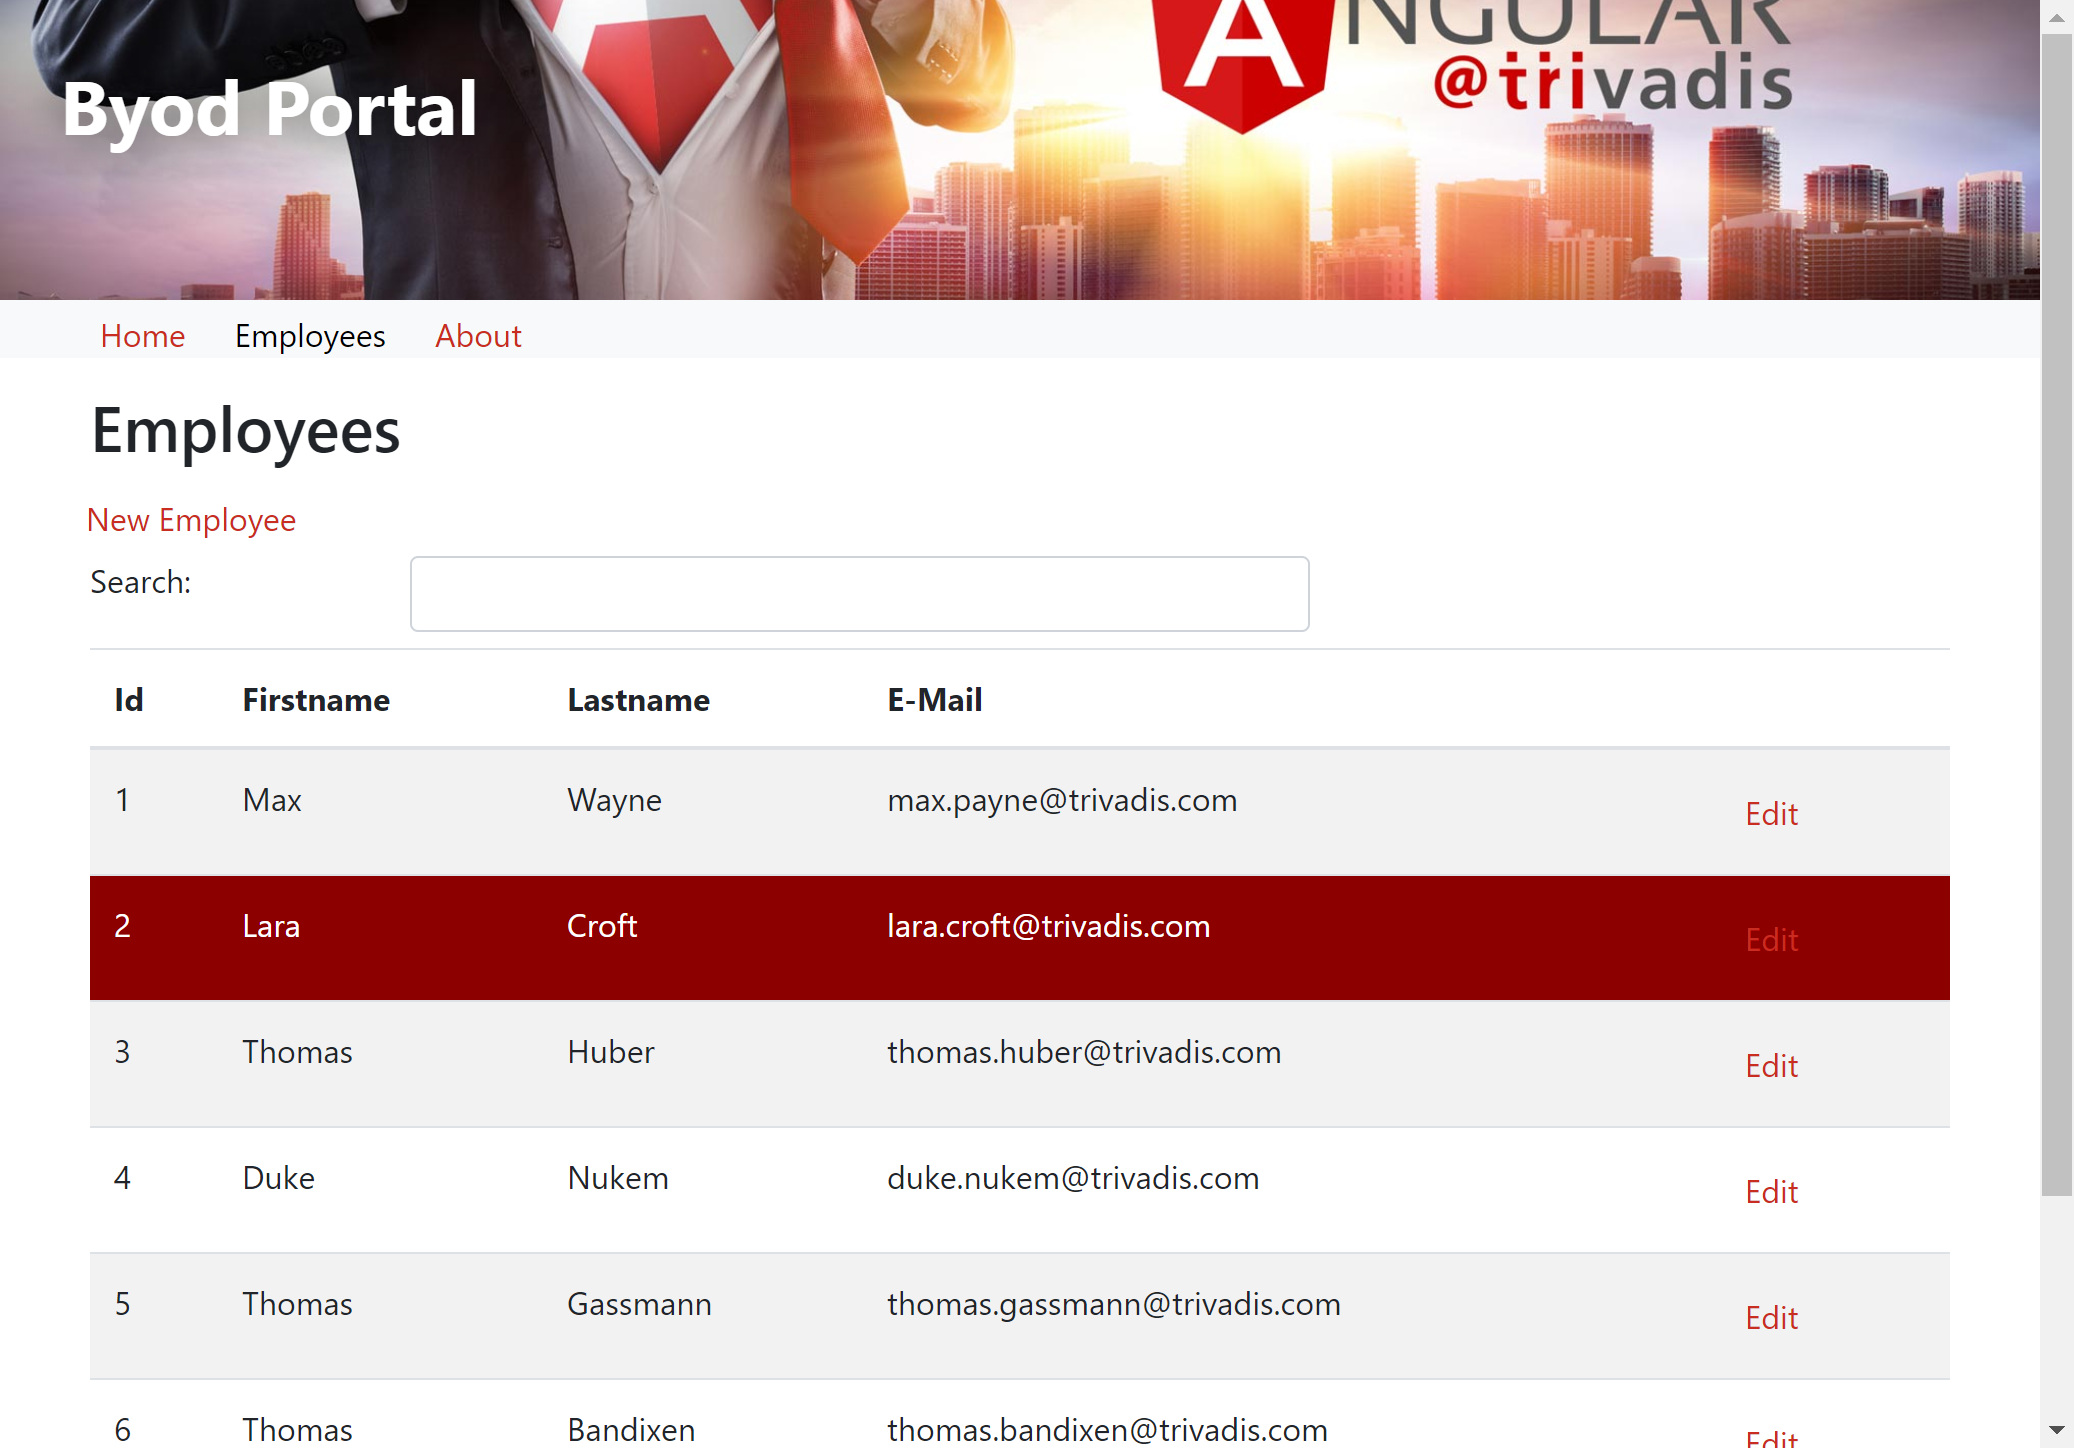 ANGULAR
@trivadis
Byod Portal
Home Employees About
Employees
New Employee
Search:
Id Firstname Lastname E-Mail
1 Max Wayne max.payne@trivadis.com Edit
2 Lara Croft lara.croft@trivadis.com Edit
3 Thomas Huber thomas.huber@trivadis.com Edit
4 Duke Nukem duke.nukem@trivadis.com Edit
5 Thomas Gassmann thomas.gassmann@trivadis.com Edit
6 Thomas Bandixen thomas.bandixen@trivadis.com Edit